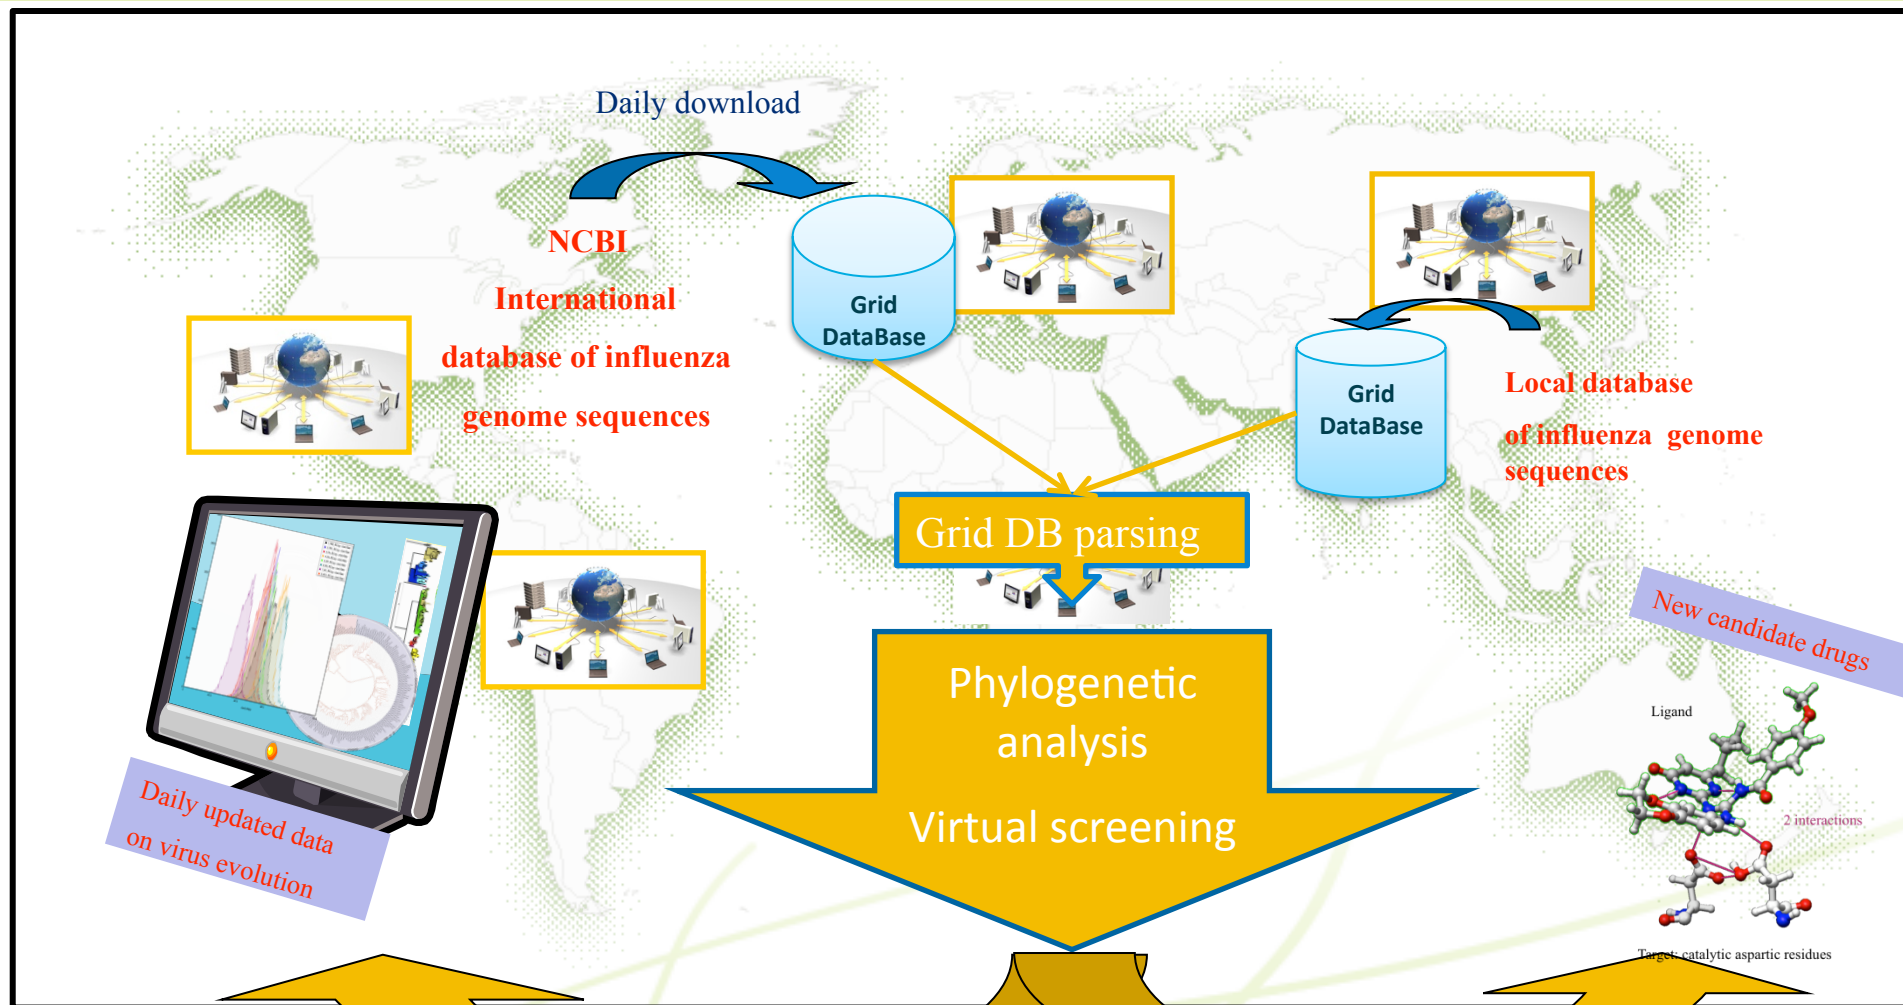 Daily download
NCBI
International
database of influenza
genome sequences
Grid
DataBase
Grid
DataBase
Local database
of influenza genome
sequences
Grid DB parsing
Phylogenetic
analysis
Virtual screening
Daily updated data
on virus evolution
New candidate drugs
Ligand
2 interactions
Target: catalytic aspartic residues